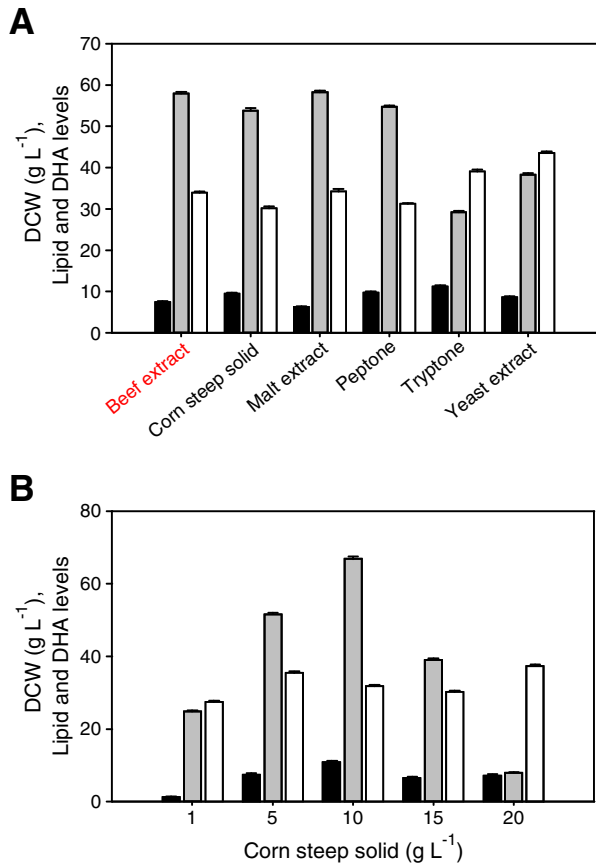 A
DCW (g L⁻¹),
Lipid and DHA levels
70
60
50
40
30
20
10
0
Beef extract
Corn steep solid
Malt extract
Peptone
Tryptone
Yeast extract
B
DCW (g L⁻¹),
Lipid and DHA levels
80
60
40
20
0
1 5 10 15 20
Corn steep solid (g L⁻¹)